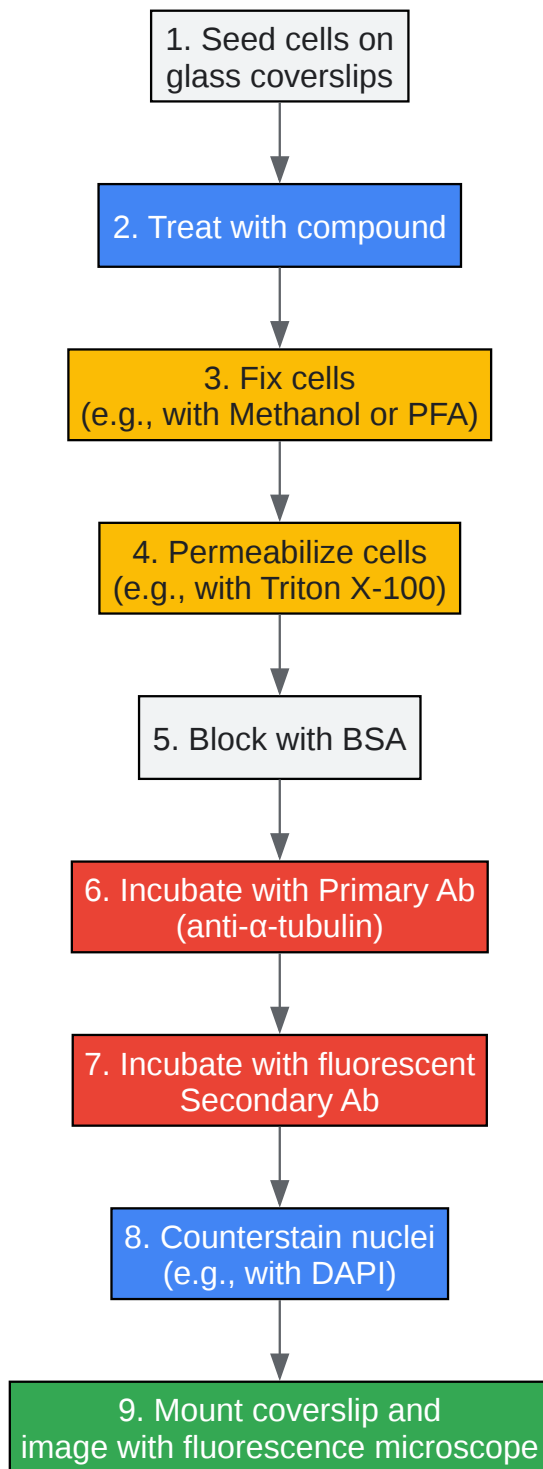 1. Seed cells on
glass coverslips
2. Treat with compound
3. Fix cells
(e.g., with Methanol or PFA)
4. Permeabilize cells
(e.g., with Triton X-100)
5. Block with BSA
6. Incubate with Primary Ab
(anti-α-tubulin)
7. Incubate with fluorescent
Secondary Ab
8. Counterstain nuclei
(e.g., with DAPI)
9. Mount coverslip and
image with fluorescence microscope